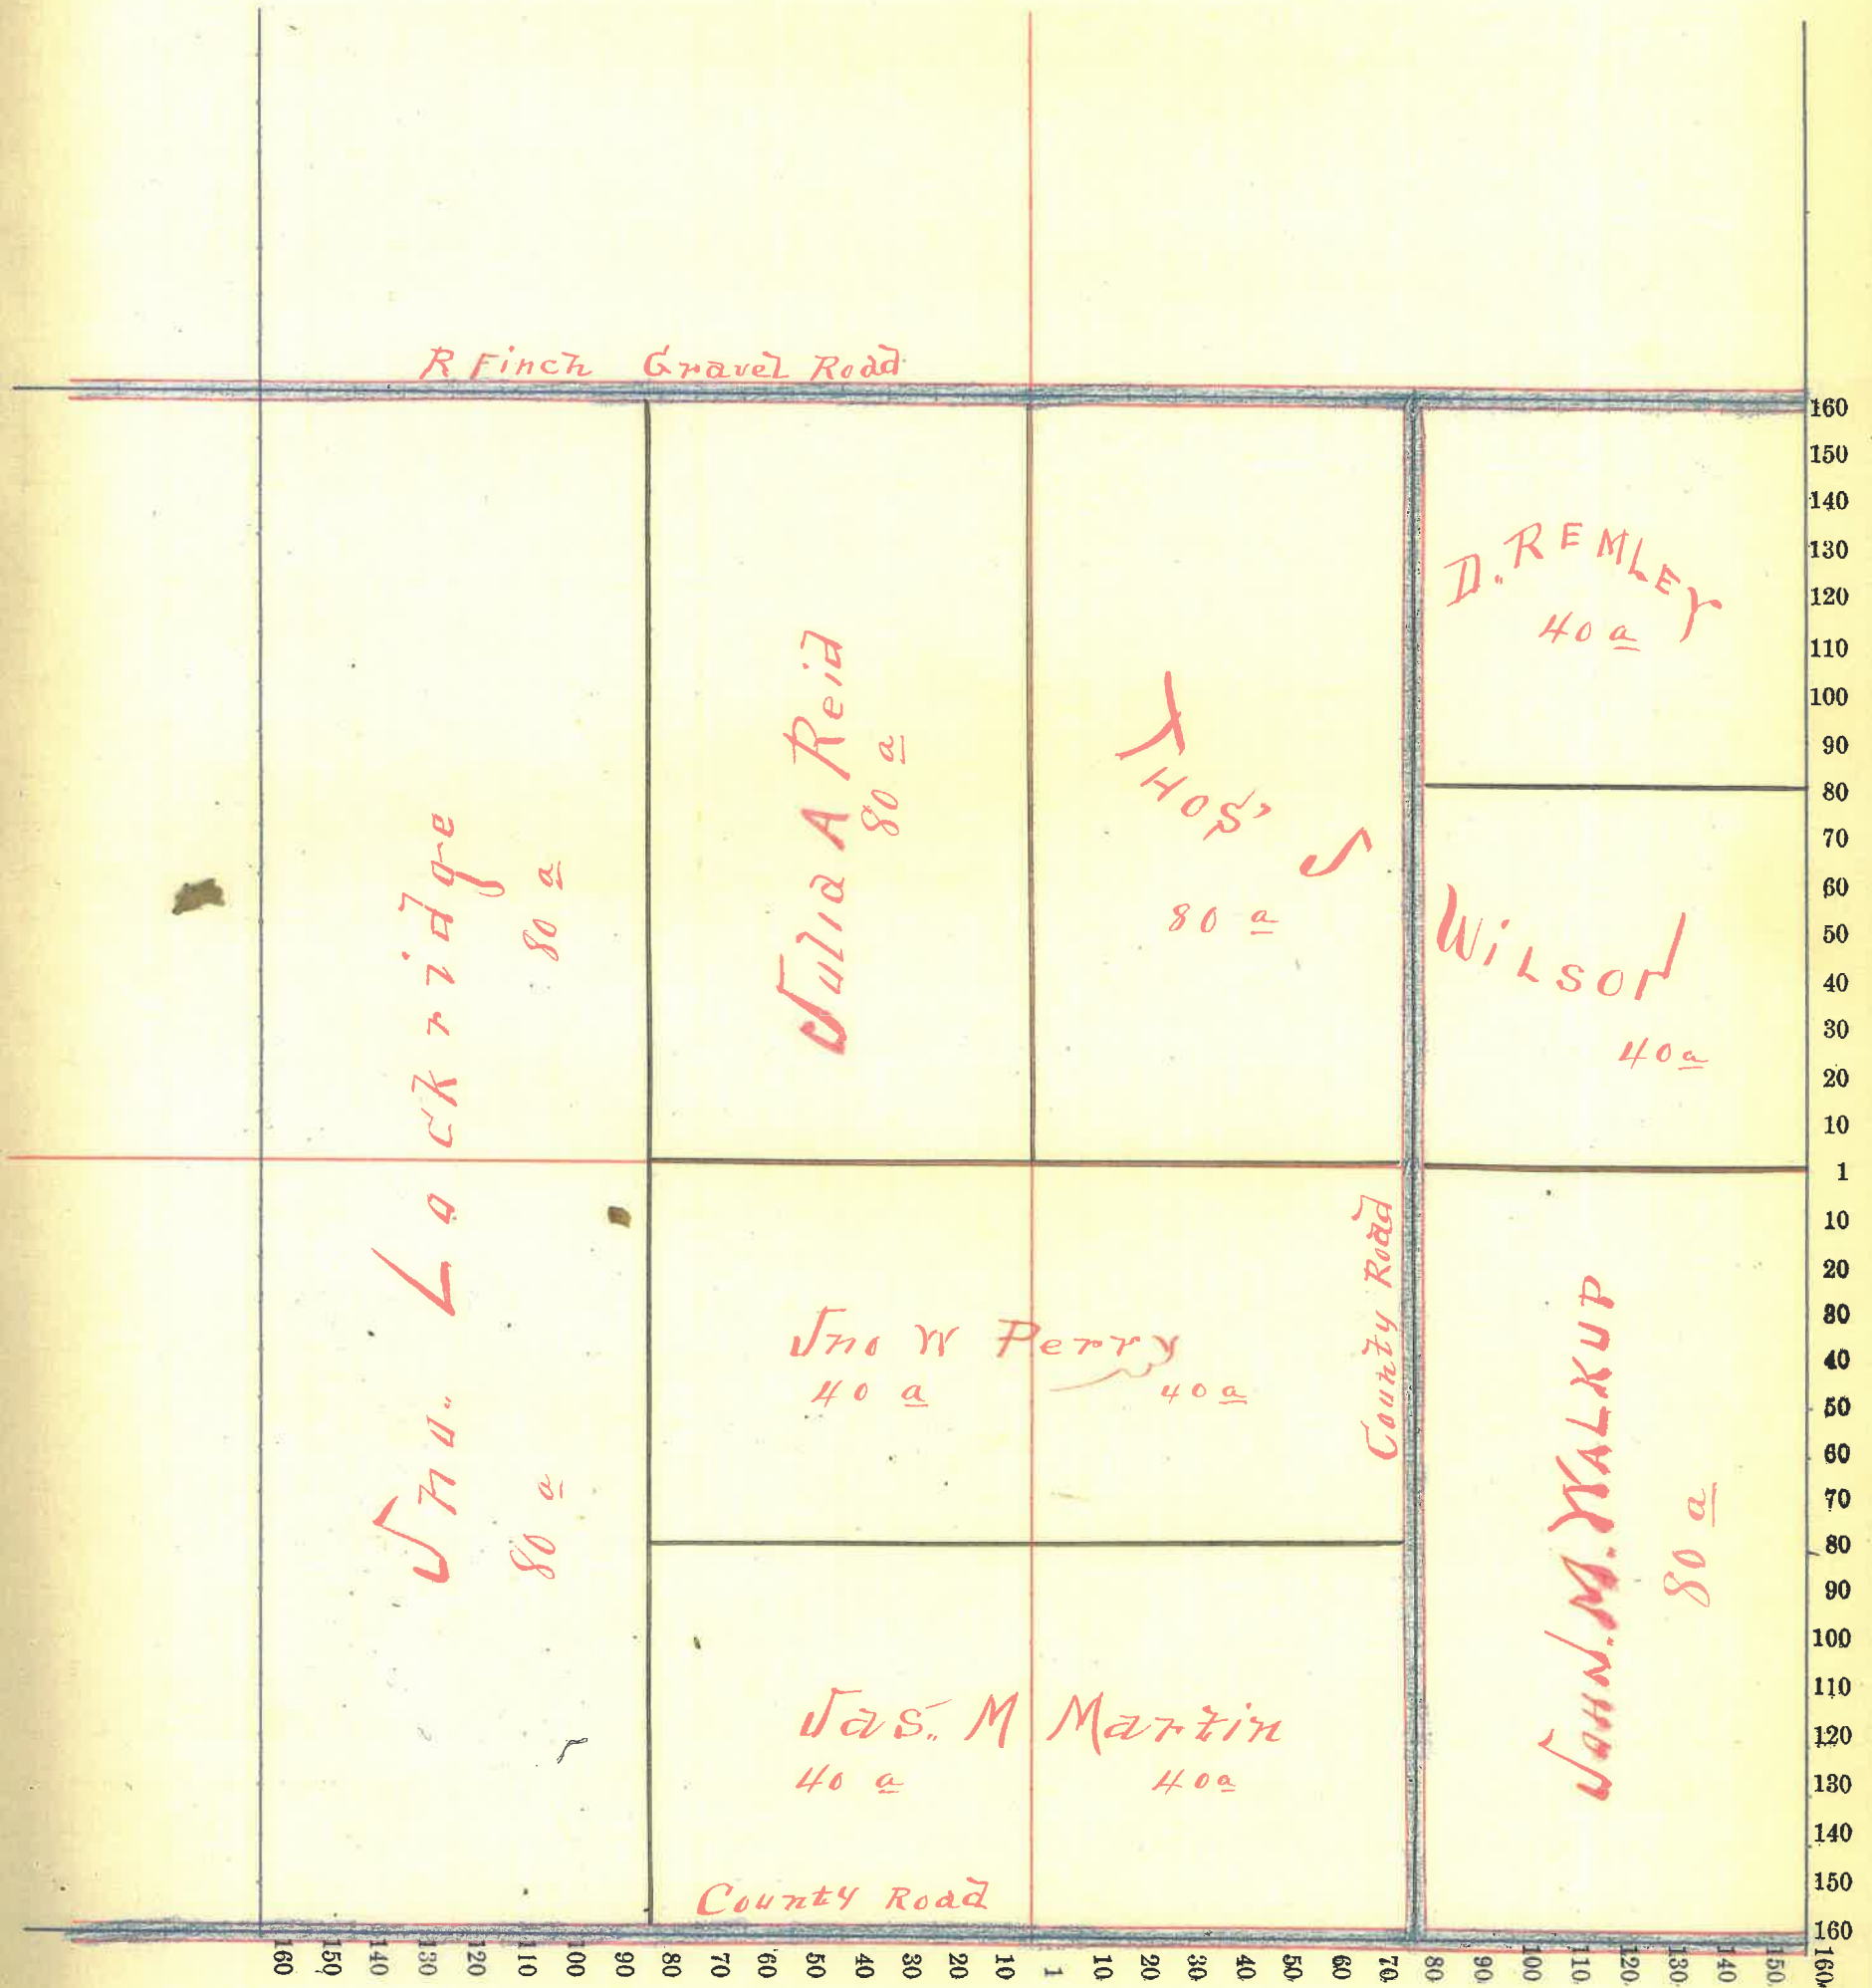 R Finch Gravel Road
D. REMLEY
40 a
Julia A Reid
80 a
THOS' J WILSON
80 a
40 a
Jno. Lockridge
80 a
80 a
Jno W Perry
40 a 40 a
County Road
JOHN. M. WALKUP
80 a
Jas. M Martin
40 a 40 a
County Road
160
150
140
130
120
110
100
90
80
70
60
50
40
30
20
10
1
10
20
30
40
50
60
70
80
90
100
110
120
130
140
150
160
160 150 140 130 120 110 100 90 80 70 60 50 40 30 20 10 1 10 20 30 40 50 60 70 80 90 100 110 120 130 140 150 160